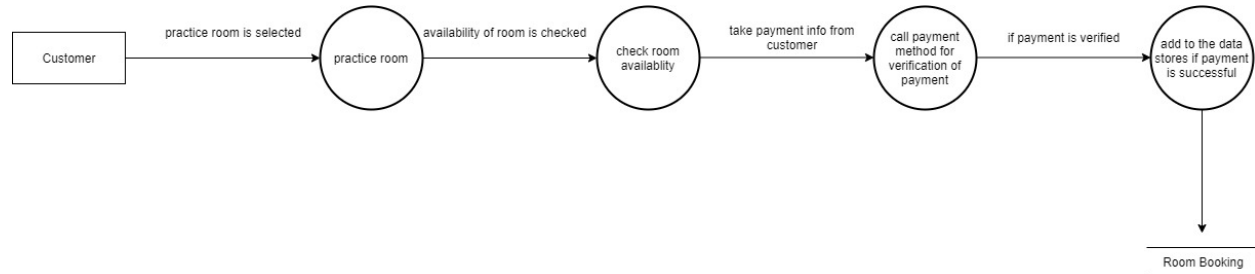 practice room is selected
availability of room is checked
take payment info from
customer
if payment is verified
Customer
practice room
check room
availablity
call payment
method for
verification of
payment
add to the data
stores if payment
is successful
Room Booking